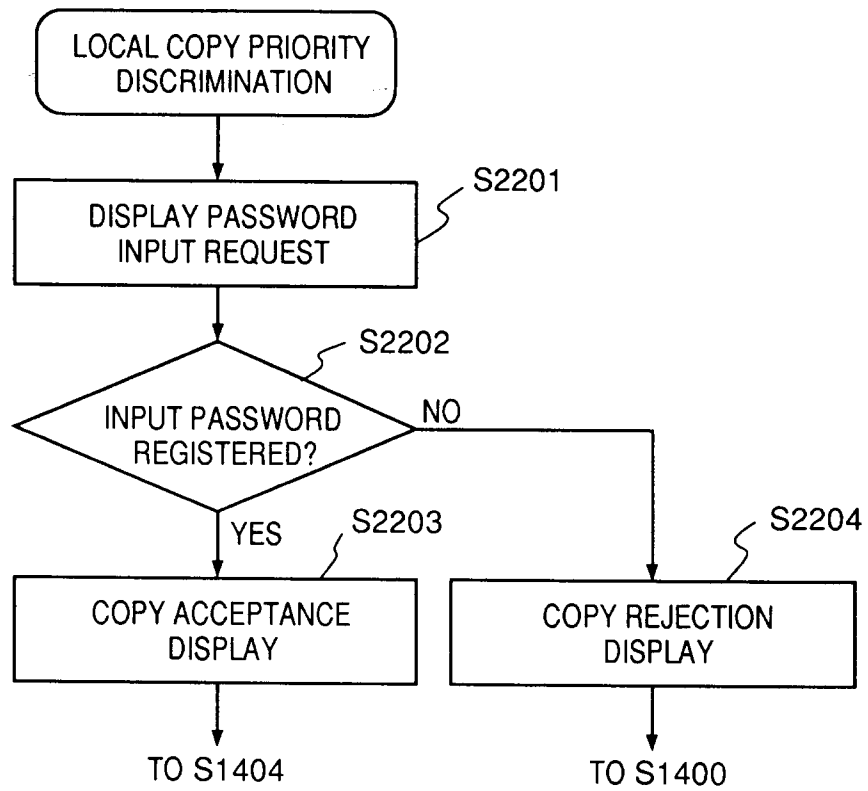 LOCAL COPY PRIORITY
DISCRIMINATION
S2201
DISPLAY PASSWORD
INPUT REQUEST
S2202
INPUT PASSWORD
REGISTERED?
NO
YES
S2203
S2204
COPY ACCEPTANCE
DISPLAY
COPY REJECTION
DISPLAY
TO S1404
TO S1400